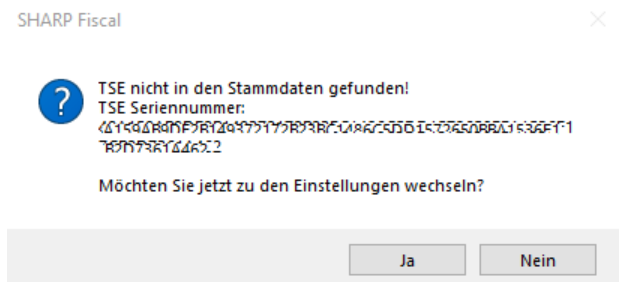 SHARP Fiscal
TSE nicht in den Stammdaten gefunden!
TSE Seriennummer:
Möchten Sie jetzt zu den Einstellungen wechseln?
Ja
Nein